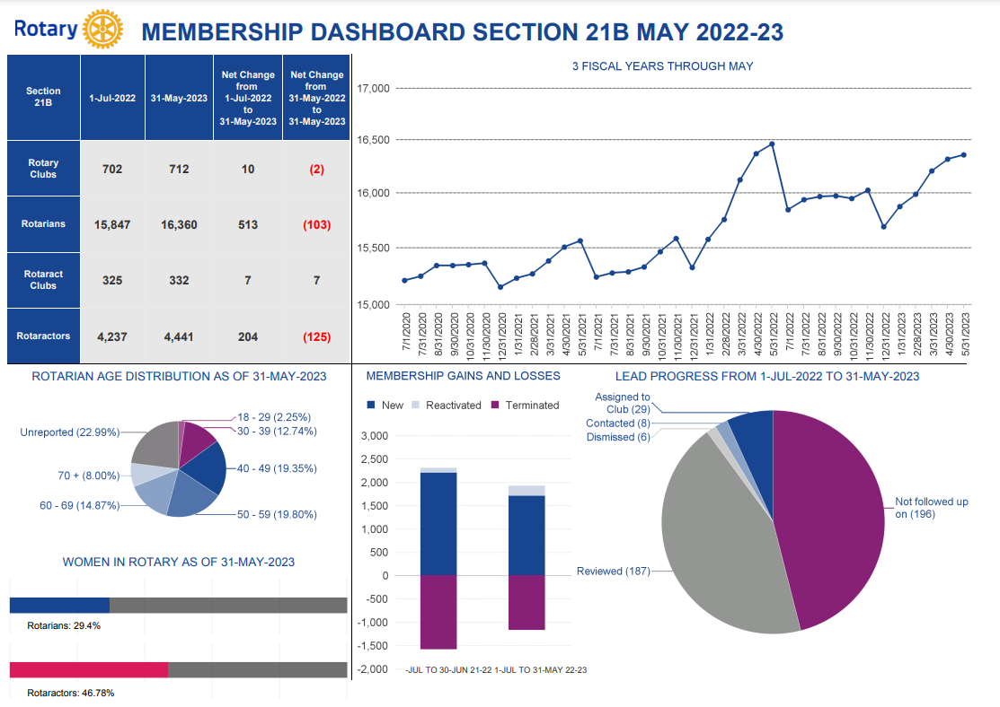 Rotary
MEMBERSHIP DASHBOARD SECTION 21B MAY 2022-23
Section
21B
1-Jul-2022
31-May-2023
Net Change
from
1-Jul-2022
to
31-May-2023
Net Change
from
31-May-2022
to
31-May-2023
Rotary
Clubs
702
712
10
(2)
Rotarians
15,847
16,360
513
(103)
Rotaract
Clubs
325
332
7
7
Rotaractors
4,237
4,441
204
(125)
3 FISCAL YEARS THROUGH MAY
17,000
16,500
16,000
15,500
15,000
7/1/2020
7/31/2020
8/31/2020
9/30/2020
10/31/2020
11/30/2020
12/31/2020
1/31/2021
2/28/2021
3/31/2021
4/30/2021
5/31/2021
7/1/2021
7/31/2021
8/31/2021
9/30/2021
10/31/2021
11/30/2021
12/31/2021
1/31/2022
2/28/2022
3/31/2022
4/30/2022
5/31/2022
7/1/2022
7/31/2022
8/31/2022
9/30/2022
10/31/2022
11/30/2022
12/31/2022
1/31/2023
2/28/2023
3/31/2023
4/30/2023
5/31/2023
ROTARIAN AGE DISTRIBUTION AS OF 31-MAY-2023
18 - 29 (2.25%)
30 - 39 (12.74%)
40 - 49 (19.35%)
50 - 59 (19.80%)
60 - 69 (14.87%)
70 + (8.00%)
Unreported (22.99%)
WOMEN IN ROTARY AS OF 31-MAY-2023
Rotarians: 29.4%
Rotaractors: 46.78%
MEMBERSHIP GAINS AND LOSSES
New
Reactivated
Terminated
3,000
2,500
2,000
1,500
1,000
500
0
-500
-1,000
-1,500
-2,000
-JUL TO 30-JUN 21-22
1-JUL TO 31-MAY 22-23
LEAD PROGRESS FROM 1-JUL-2022 TO 31-MAY-2023
Assigned to
Club (29)
Contacted (8)
Dismissed (6)
Reviewed (187)
Not followed up
on (196)